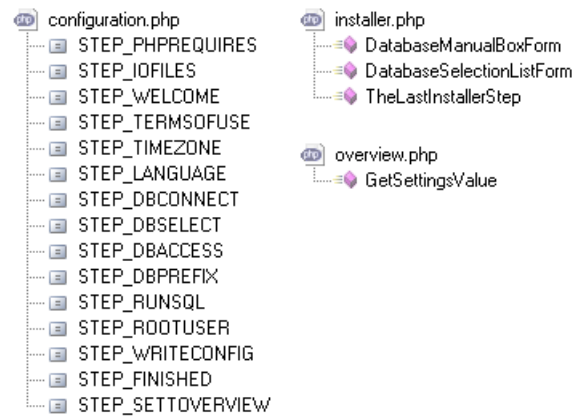 configuration.php
STEP_PHPREQUIRES
STEP_IOFILES
STEP_WELCOME
STEP_TERMSOFUSE
STEP_TIMEZONE
STEP_LANGUAGE
STEP_DBCONNECT
STEP_DBSELECT
STEP_DBACCESS
STEP_DBPREFIX
STEP_RUNSQL
STEP_ROOTUSER
STEP_WRITECONFIG
STEP_FINISHED
STEP_SETTOOVERVIEW
installer.php
DatabaseManualBoxForm
DatabaseSelectionListForm
TheLastInstallerStep
overview.php
GetSettingsValue